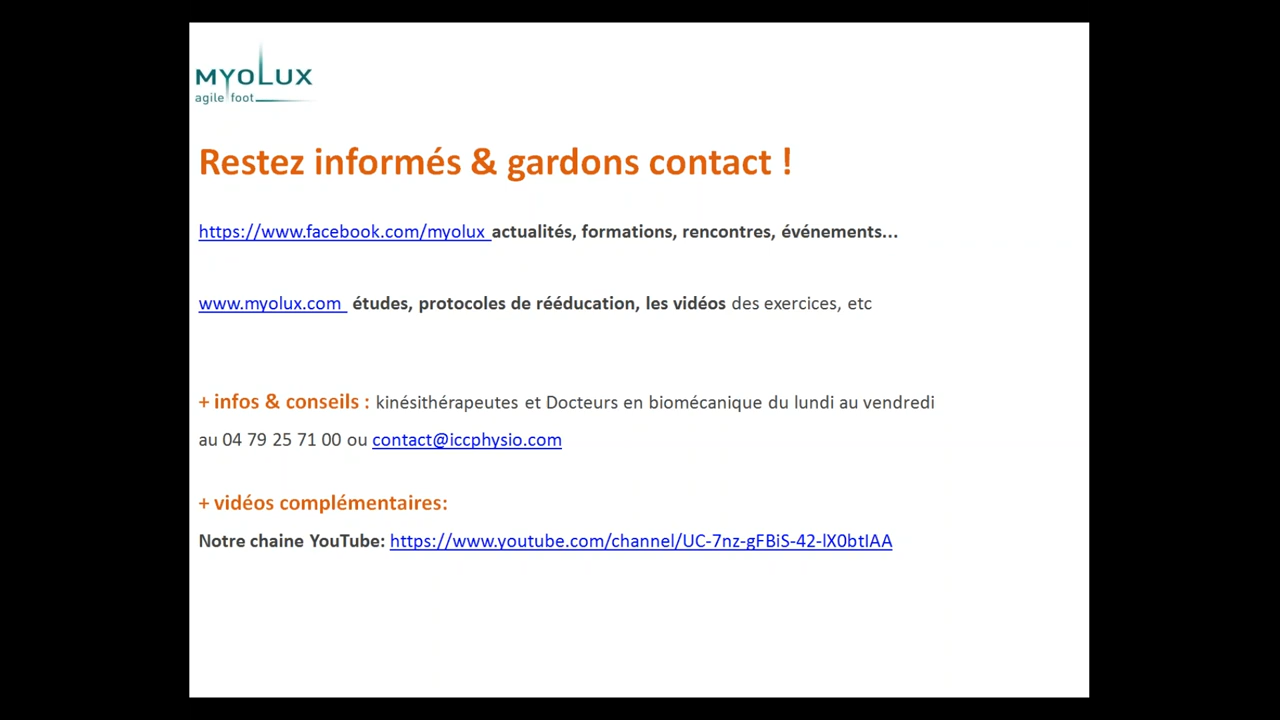 MYOLUX
agile foot
Restez informés & gardons contact !
https://www.facebook.com/myolux actualités, formations, rencontres, événements...
www.myolux.com études, protocoles de rééducation, les vidéos des exercices, etc
+ infos & conseils : kinésithérapeutes et Docteurs en biomécanique du lundi au vendredi
au 04 79 25 71 00 ou contact@iccphysio.com
+ vidéos complémentaires:
Notre chaine YouTube: https://www.youtube.com/channel/UC-7nz-gFBiS-42-lX0btIAA